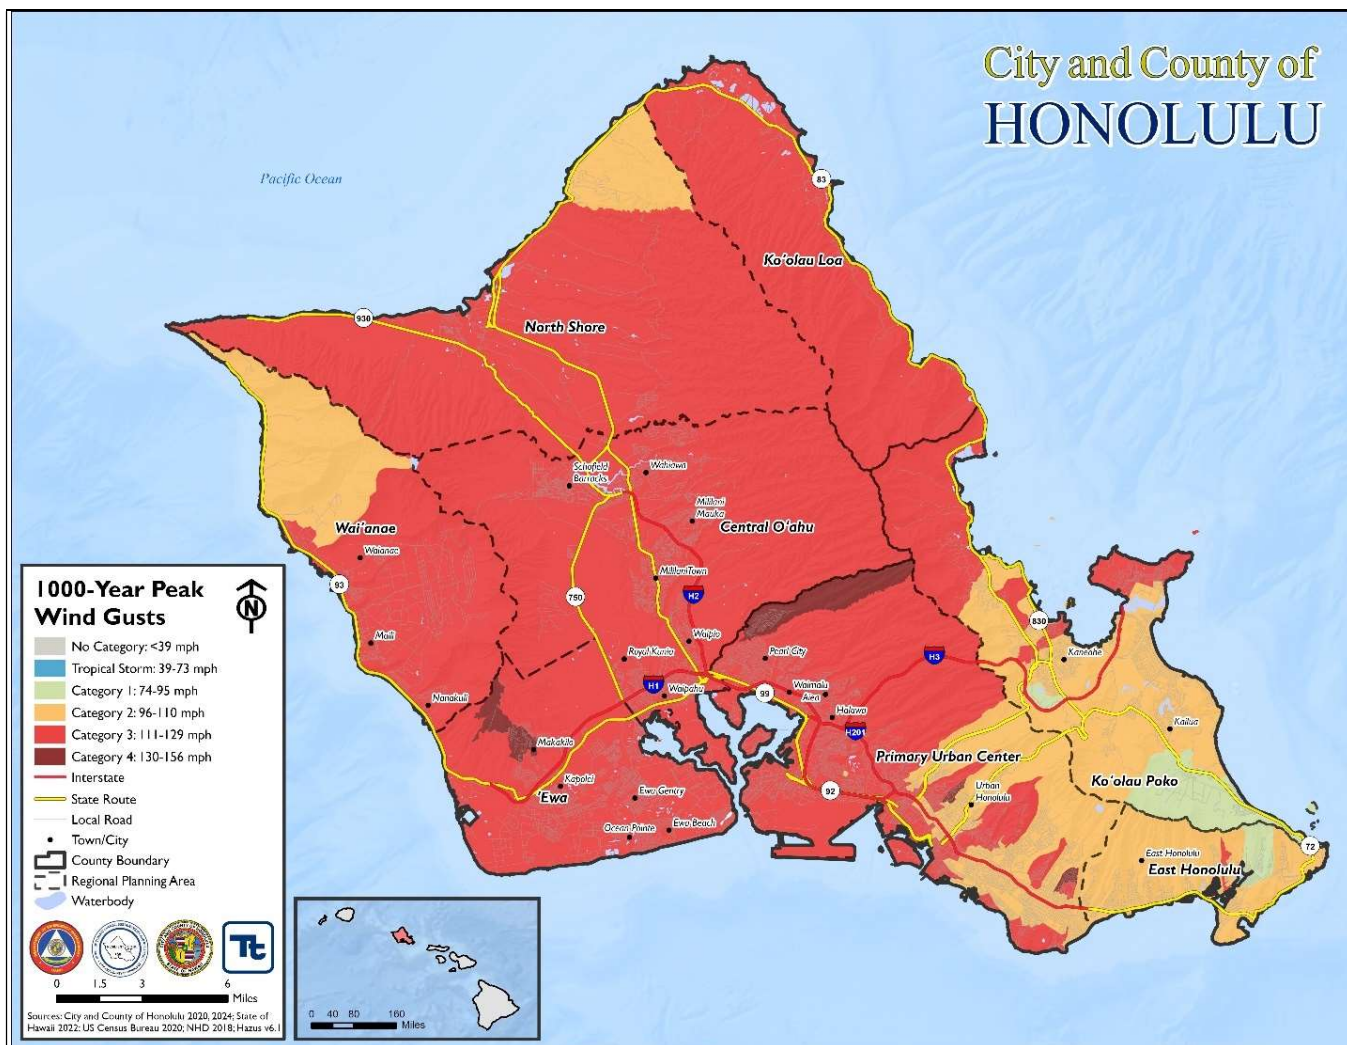 City and County of
HONOLULU
Pacific Ocean
83
Ko'olau Loa
930
North Shore
Schofield
Barracks
Wahiawa
Mililani
Mauka
Central O'ahu
Wai'anae
Waianae
93
Mililani Town
750
H2
830
Kaneohe
Maili
Royal Kunia
Waipio
Pearl City
H3
H1
Waipahu
99
Waimalu
Aiea
Nanakuli
Halawa
H201
Kailua
Makakilo
Primary Urban Center
Ko'olau Poko
Kapolei
'Ewa
Ewa Gentry
92
Urban
Honolulu
Ocean Pointe
Ewa Beach
72
East Honolulu
East Honolulu
1000-Year Peak
Wind Gusts
N
No Category: <39 mph
Tropical Storm: 39-73 mph
Category 1: 74-95 mph
Category 2: 96-110 mph
Category 3: 111-129 mph
Category 4: 130-156 mph
Interstate
State Route
Local Road
Town/City
County Boundary
Regional Planning Area
Waterbody
Tt
0 1.5 3 6
Miles
Sources: City and County of Honolulu 2020, 2024; State of
Hawaii 2022; US Census Bureau 2020; NHD 2018; Hazus v6.1
0 40 80 160
Miles